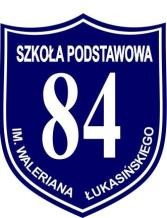 SZKOŁA PODSTAWOWA
84
IM. WALERIANA ŁUKASIŃSKIEGO